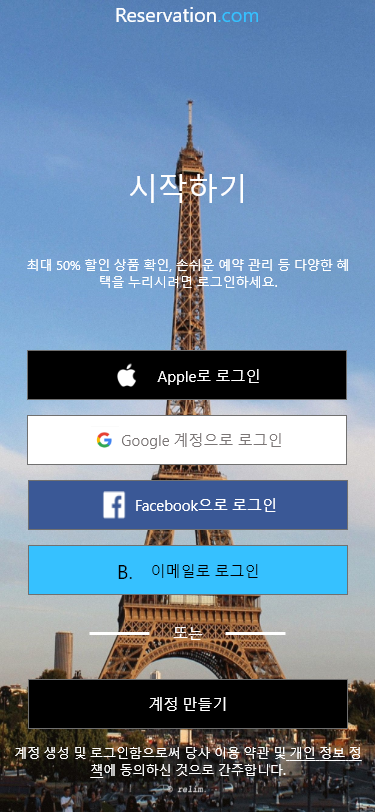 Reservation.com
시작하기
최대 50% 할인 상품 확인, 손쉬운 예약 관리 등 다양한 혜
택을 누리시려면 로그인하세요.
Apple로 로그인
Google 계정으로 로그인
Facebook으로 로그인
B. 이메일로 로그인
또는
계정 만들기
계정 생성 및 로그인함으로써 당사 이용 약관 및 개인 정보 정
책에 동의하신 것으로 간주합니다.
© relim.